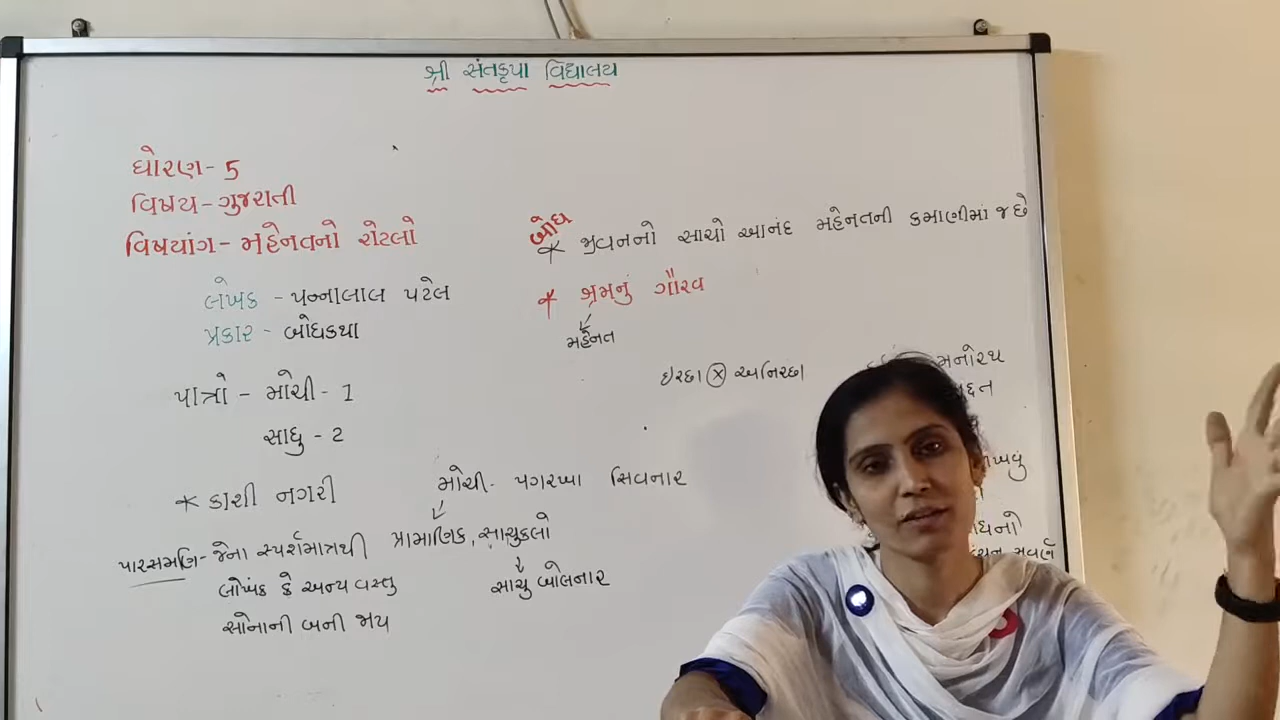 શ્રી સંતકૃપા વિદ્યાલય
ધોરણ - 5
વિષય - ગુજરાતી
વિષયાંગ - મહેનતનો રોટલો
લેખક - પન્નાલાલ પટેલ
પ્રકાર - બોધકથા
પાત્રો - મોચી - 1
સાધુ - 2
* કાશી નગરી
પારસમણિ - જેના સ્પર્શમાત્રથી
લોખંડ કે અન્ય વસ્તુ
સોનાની બની જાય
બોધ
* જીવનનો સાચો આનંદ મહેનતની કમાણીમાં જ છે
* શ્રમનું ગૌરવ
મહેનત
ઇચ્છા × અનિચ્છા
મનોરથ
મોચી - પગરખા સિવનાર
પ્રામાણિક, સાચુકલો
સાચુ બોલનાર